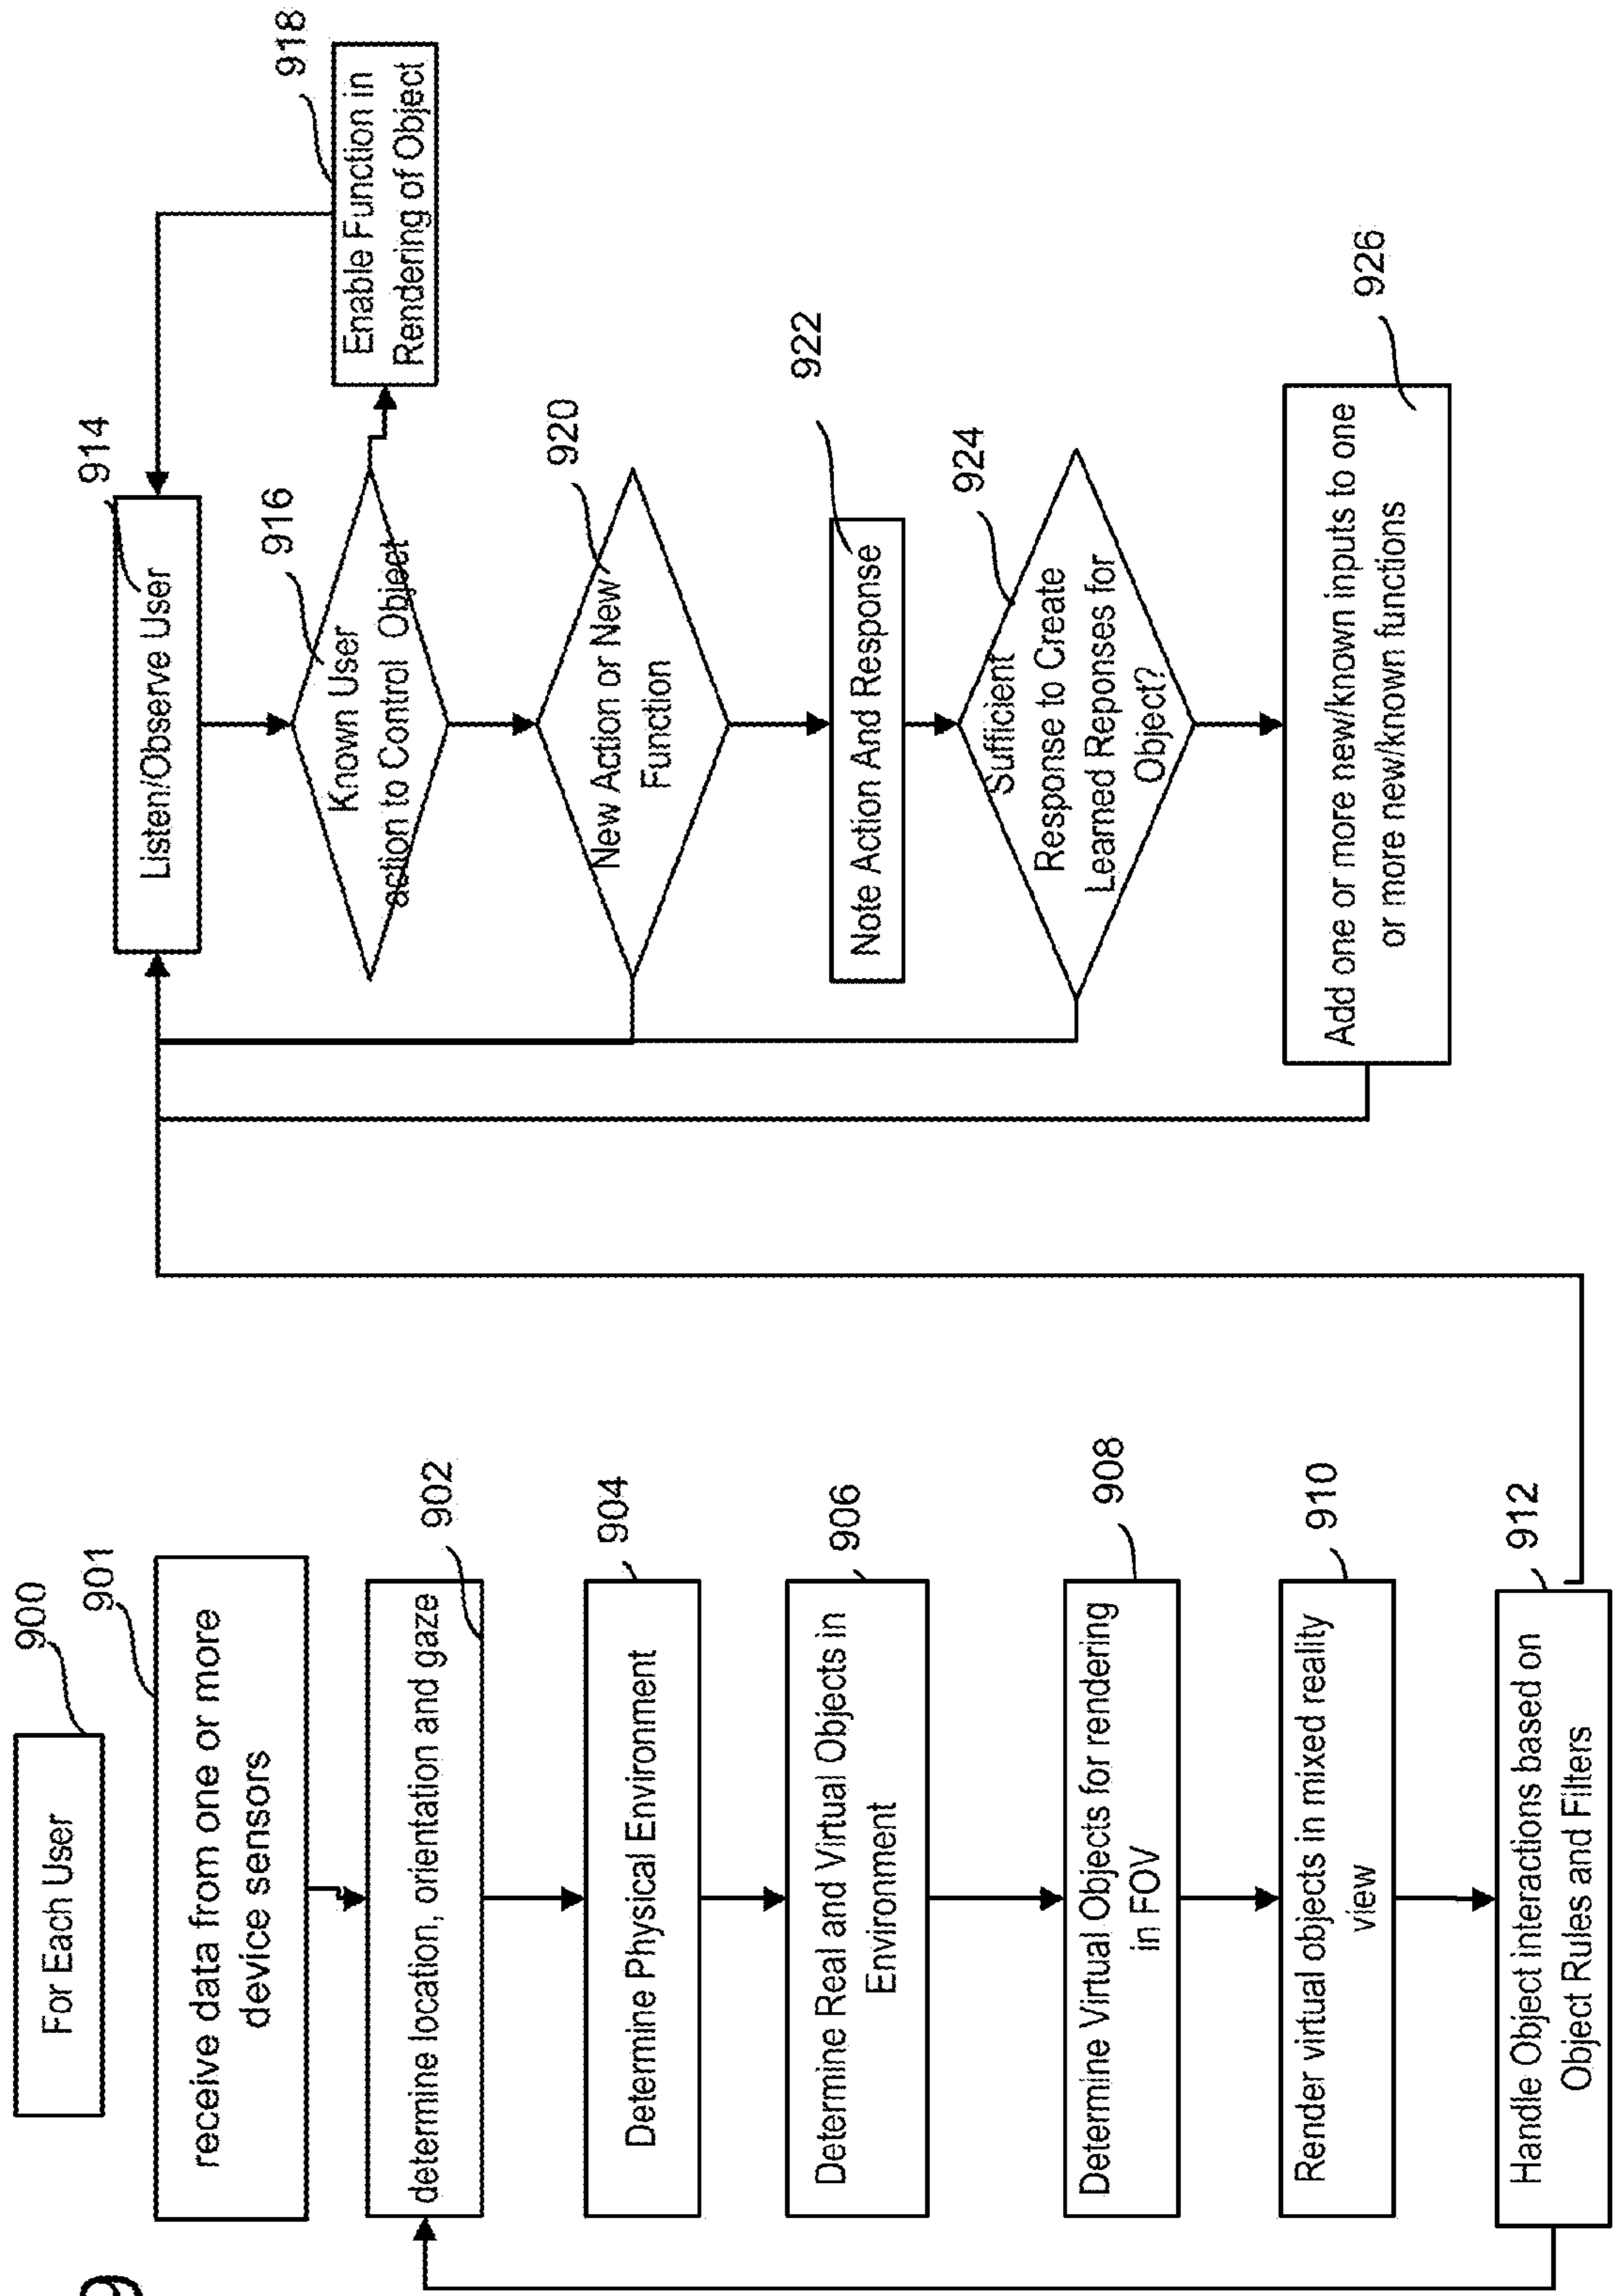 For Each User
900
receive data from one or more
device sensors
901
determine location, orientation and gaze
902
Determine Physical Environment
904
Determine Real and Virtual Objects in
Environment
906
Determine Virtual Objects for rendering
in FOV
908
Render virtual objects in mixed reality
view
910
Handle Object interactions based on
Object Rules and Filters
912
Listen/Observe User
914
Known User
action to Control Object
916
Enable Function in
Rendering of Object
918
New Action or New
Function
920
Note Action And Response
922
Sufficient
Response to Create
Learned Reponses for
Object?
924
Add one or more new/known inputs to one
or more new/known functions
926
9